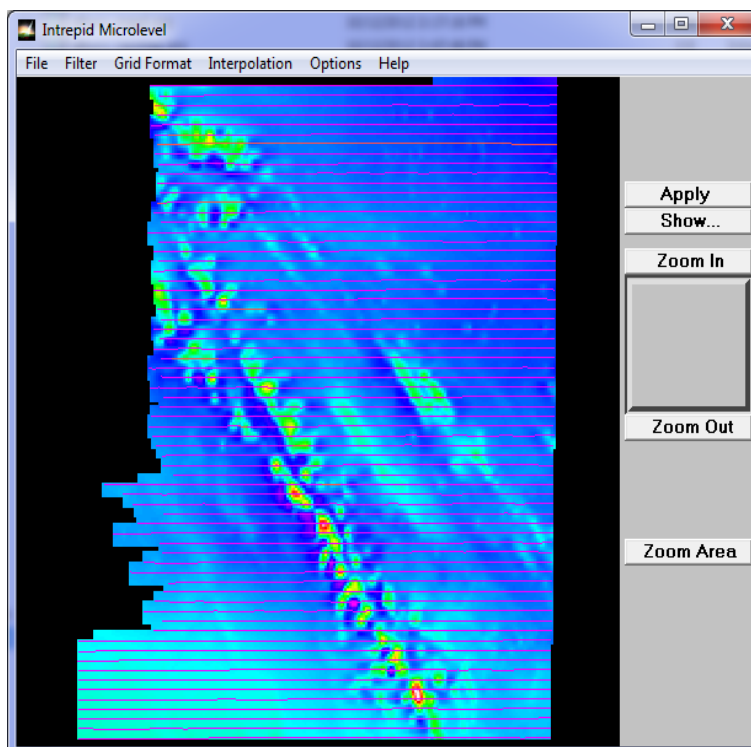 Intrepid Microlevel
File Filter Grid Format Interpolation Options Help
Apply
Show...
Zoom In
Zoom Out
Zoom Area